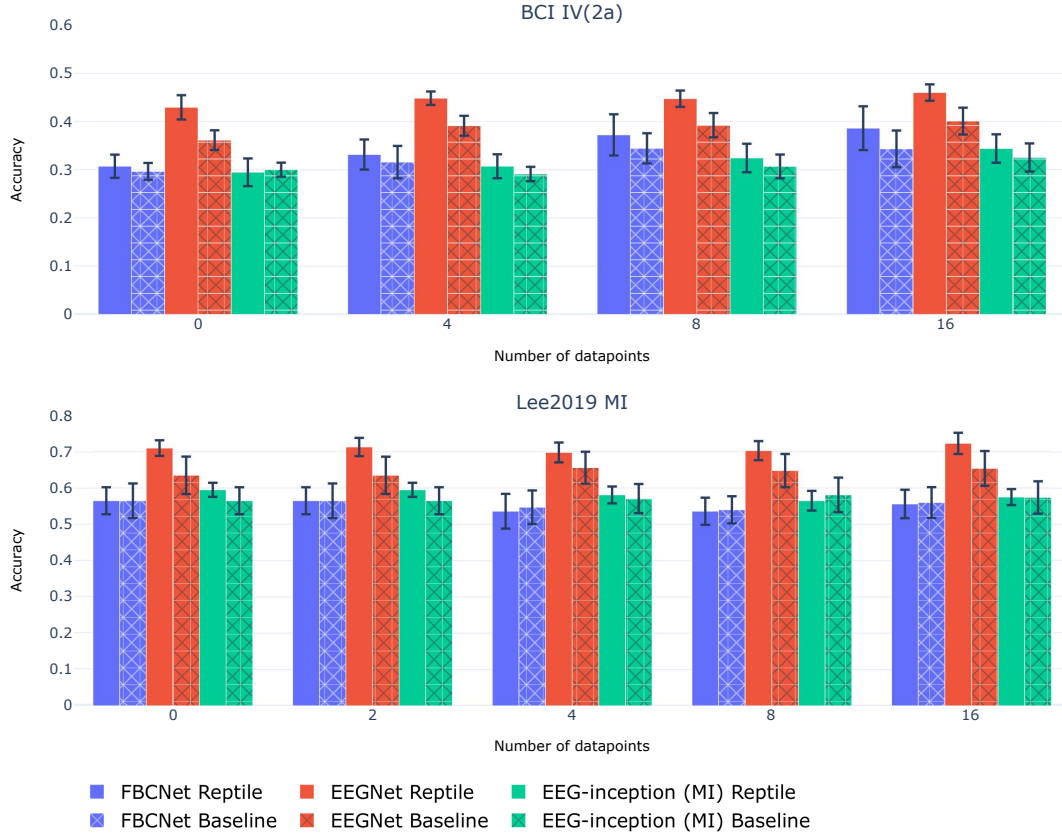 BCI IV(2a)
0.6
0.5
0.4
0.3
0.2
0.1
0
Accuracy
0 4 8 16
Number of datapoints
Lee2019 MI
0.8
0.7
0.6
0.5
0.4
0.3
0.2
0.1
0
Accuracy
0 2 4 8 16
Number of datapoints
FBCNet Reptile EEGNet Reptile EEG-inception (MI) Reptile
FBCNet Baseline EEGNet Baseline EEG-inception (MI) Baseline